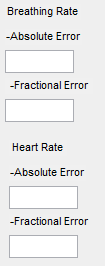 Breathing Rate
-Absolute Error
-Fractional Error
Heart Rate
-Absolute Error
-Fractional Error